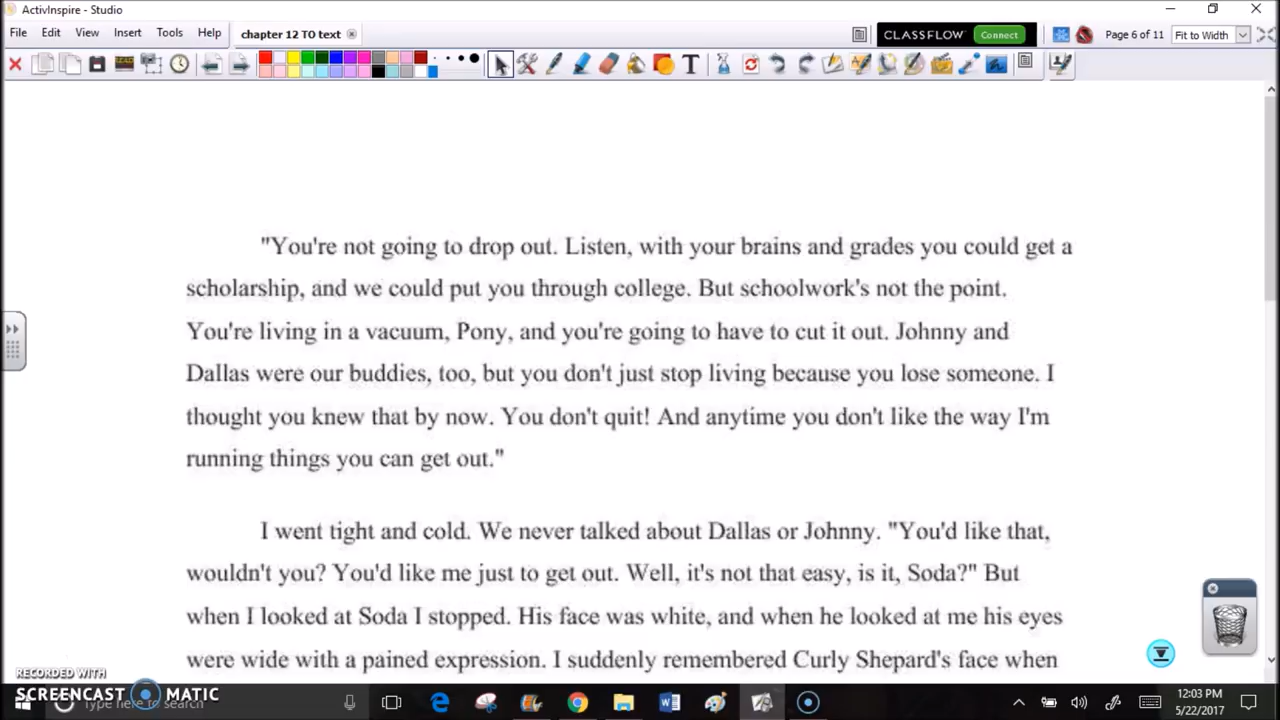 ActivInspire - Studio
File Edit View Insert Tools Help
chapter 12 TO text
CLASSFLOW Connect
Page 6 of 11
Fit to Width
"You're not going to drop out. Listen, with your brains and grades you could get a
scholarship, and we could put you through college. But schoolwork's not the point.
You're living in a vacuum, Pony, and you're going to have to cut it out. Johnny and
Dallas were our buddies, too, but you don't just stop living because you lose someone. I
thought you knew that by now. You don't quit! And anytime you don't like the way I'm
running things you can get out."
I went tight and cold. We never talked about Dallas or Johnny. "You'd like that,
wouldn't you? You'd like me just to get out. Well, it's not that easy, is it, Soda?" But
when I looked at Soda I stopped. His face was white, and when he looked at me his eyes
were wide with a pained expression. I suddenly remembered Curly Shepard's face when
RECORDED WITH
SCREENCAST MATIC
Type here to search
12:03 PM
5/22/2017